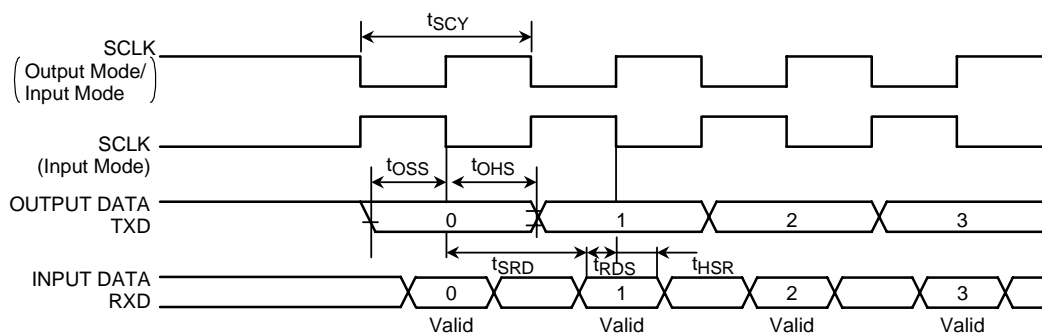 tSCY
SCLK
(Output Mode/
Input Mode)
SCLK
(Input Mode)
tOSS tOHS
OUTPUT DATA
TXD
0 1 2 3
tSRD tRDS tHSR
INPUT DATA
RXD
0 1 2 3
Valid Valid Valid Valid